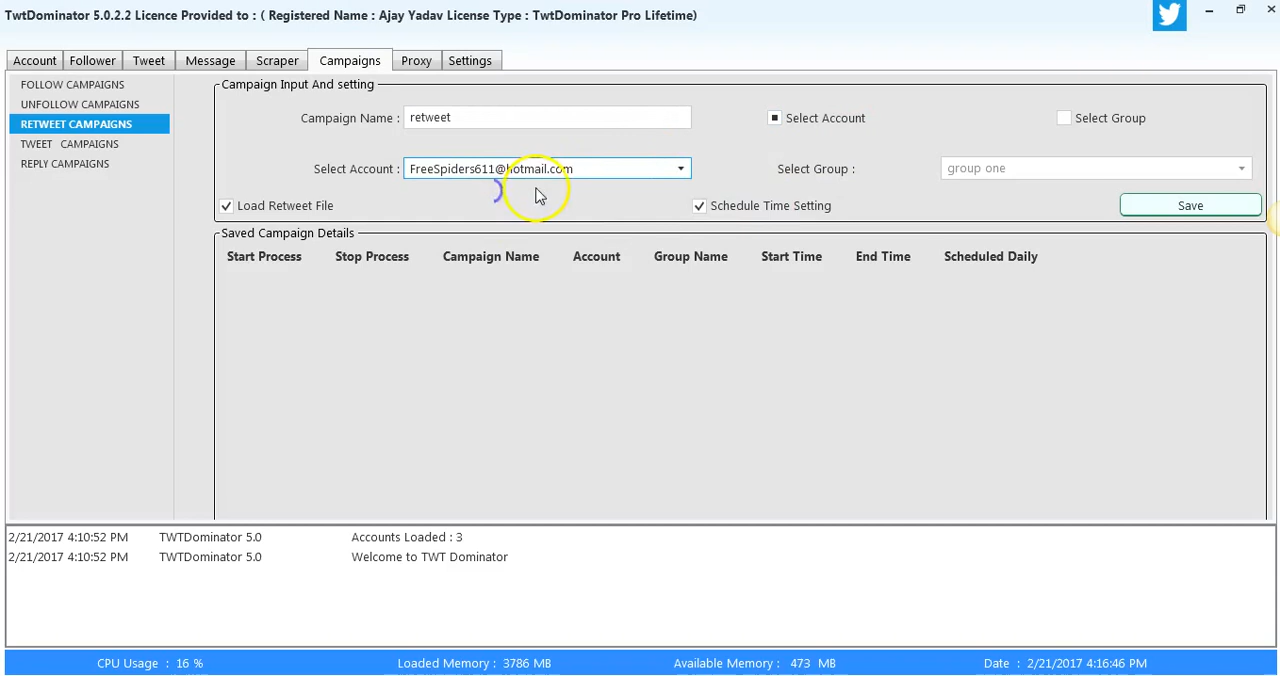 TwtDominator 5.0.2.2 Licence Provided to : ( Registered Name : Ajay Yadav License Type : TwtDominator Pro Lifetime)
Account Follower Tweet Message Scraper Campaigns Proxy Settings
FOLLOW CAMPAIGNS
UNFOLLOW CAMPAIGNS
RETWEET CAMPAIGNS
TWEET CAMPAIGNS
REPLY CAMPAIGNS
Campaign Input And setting
Campaign Name : retweet Select Account Select Group
Select Account : FreeSpiders611@hotmail.com Select Group : group one
Load Retweet File Schedule Time Setting Save
Saved Campaign Details
Start Process Stop Process Campaign Name Account Group Name Start Time End Time Scheduled Daily
2/21/2017 4:10:52 PM TWTDominator 5.0 Accounts Loaded : 3
2/21/2017 4:10:52 PM TWTDominator 5.0 Welcome to TWT Dominator
CPU Usage : 16 % Loaded Memory : 3786 MB Available Memory : 473 MB Date : 2/21/2017 4:16:46 PM